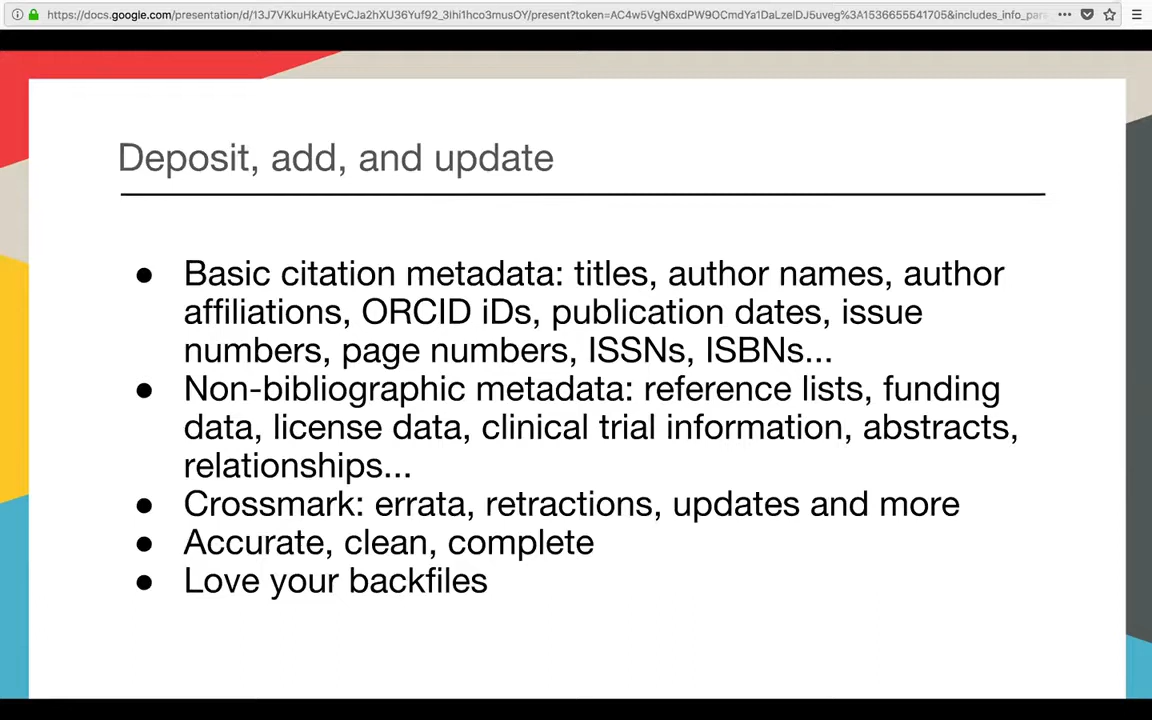 https://docs.google.com/presentation/d/13J7VKkuHkAtyEvCJa2hXU36Yuf92_3Ihi1hco3musOY/present?token=AC4w5VgN6xdPW9OCmdYa1DaLzelDJ5uveg%3A1536655541705&includes_info_para
Deposit, add, and update
● Basic citation metadata: titles, author names, author
affiliations, ORCID iDs, publication dates, issue
numbers, page numbers, ISSNs, ISBNs...
● Non-bibliographic metadata: reference lists, funding
data, license data, clinical trial information, abstracts,
relationships...
● Crossmark: errata, retractions, updates and more
● Accurate, clean, complete
● Love your backfiles